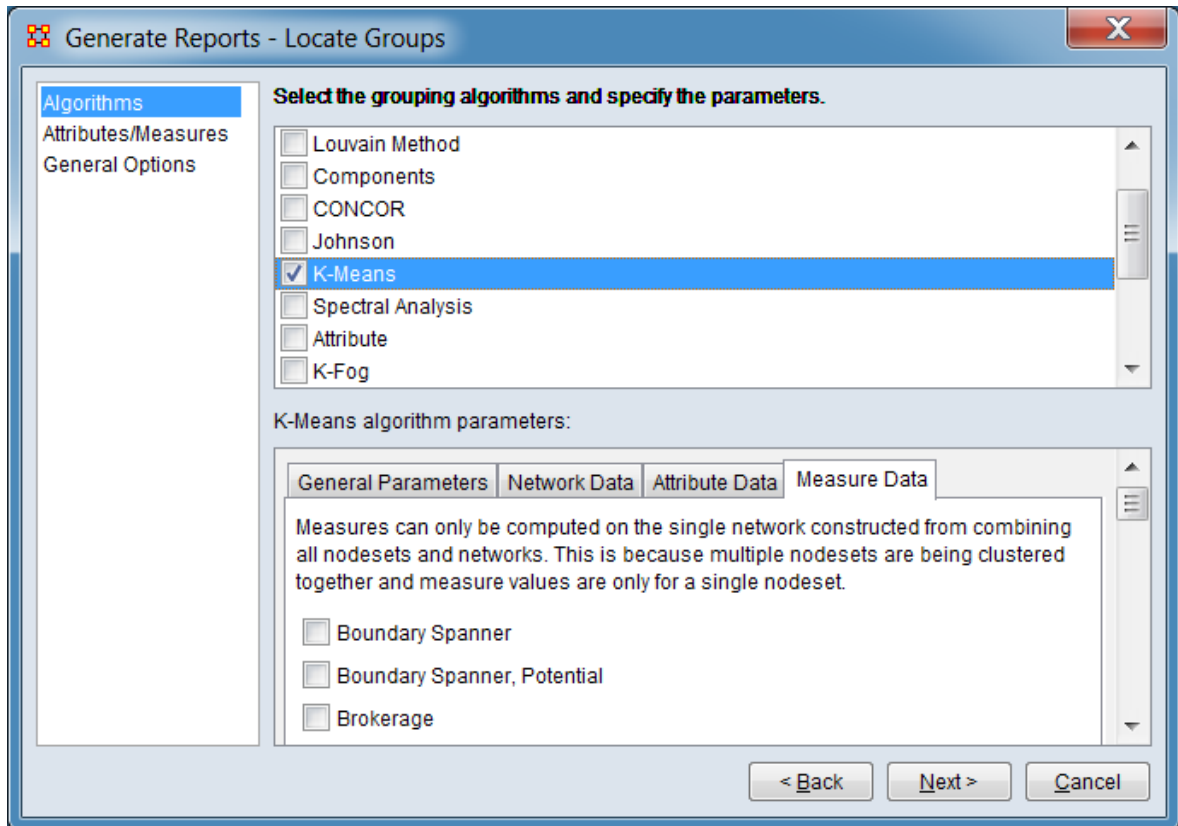 Generate Reports - Locate Groups
X
Algorithms
Attributes/Measures
General Options
Select the grouping algorithms and specify the parameters.
Louvain Method
Components
CONCOR
Johnson
K-Means
Spectral Analysis
Attribute
K-Fog
K-Means algorithm parameters:
General Parameters Network Data Attribute Data Measure Data
Measures can only be computed on the single network constructed from combining
all nodesets and networks. This is because multiple nodesets are being clustered
together and measure values are only for a single nodeset.
Boundary Spanner
Boundary Spanner, Potential
Brokerage
< Back Next > Cancel